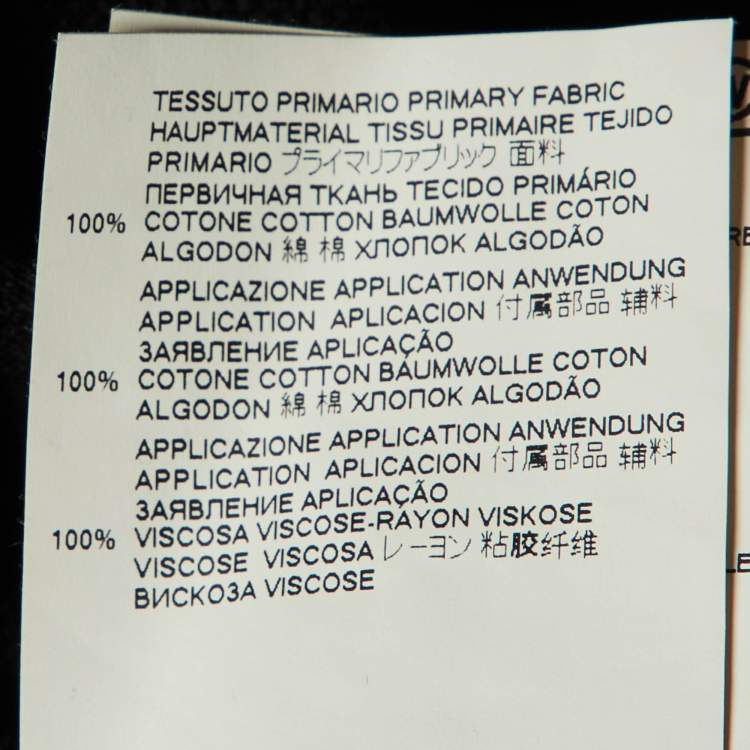 TESSUTO PRIMARIO PRIMARY FABRIC
HAUPTMATERIAL TISSU PRIMAIRE TEJIDO
PRIMARIO プライマリファブリック 面料
ПЕРВИЧНАЯ ТКАНЬ TECIDO PRIMÁRIO
100% COTONE COTTON BAUMWOLLE COTON
ALGODON 綿 棉 ХЛОПОК ALGODÃO
APPLICAZIONE APPLICATION ANWENDUNG
APPLICATION APLICACION 付属部品 辅料
ЗАЯВЛЕНИЕ APLICAÇÃO
100% COTONE COTTON BAUMWOLLE COTON
ALGODON 綿 棉 ХЛОПОК ALGODÃO
APPLICAZIONE APPLICATION ANWENDUNG
APPLICATION APLICACION 付属部品 辅料
ЗАЯВЛЕНИЕ APLICAÇÃO
100% VISCOSA VISCOSE-RAYON VISKOSE
VISCOSE VISCOSA レーヨン 粘胶纤维
ВИСКОЗА VISCOSE